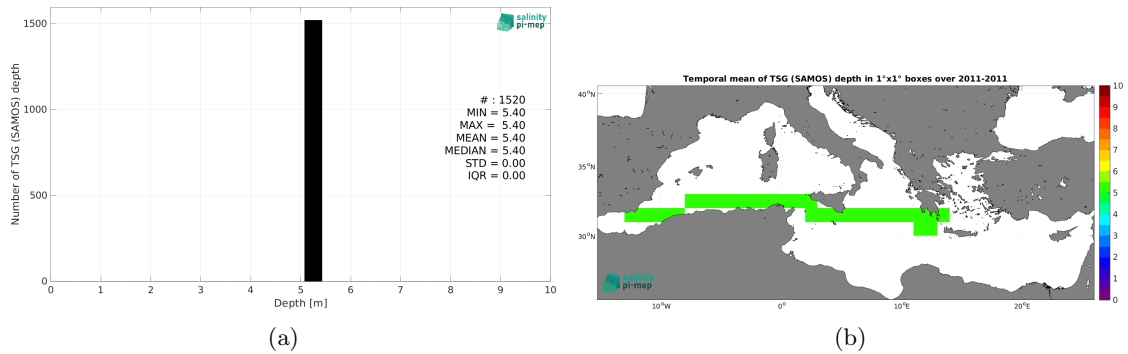 1500
1000
500
0
Number of TSG (SAMOS) depth
salinity
pi-mep
# : 1520
MIN = 5.40
MAX = 5.40
MEAN = 5.40
MEDIAN = 5.40
STD = 0.00
IQR = 0.00
0 1 2 3 4 5 6 7 8 9 10
Depth [m]
(a)
Temporal mean of TSG (SAMOS) depth in 1°x1° boxes over 2011-2011
40°N
35°N
30°N
10°W 0° 10°E 20°E
salinity
pi-mep
10
9
8
7
6
5
4
3
2
1
0
(b)